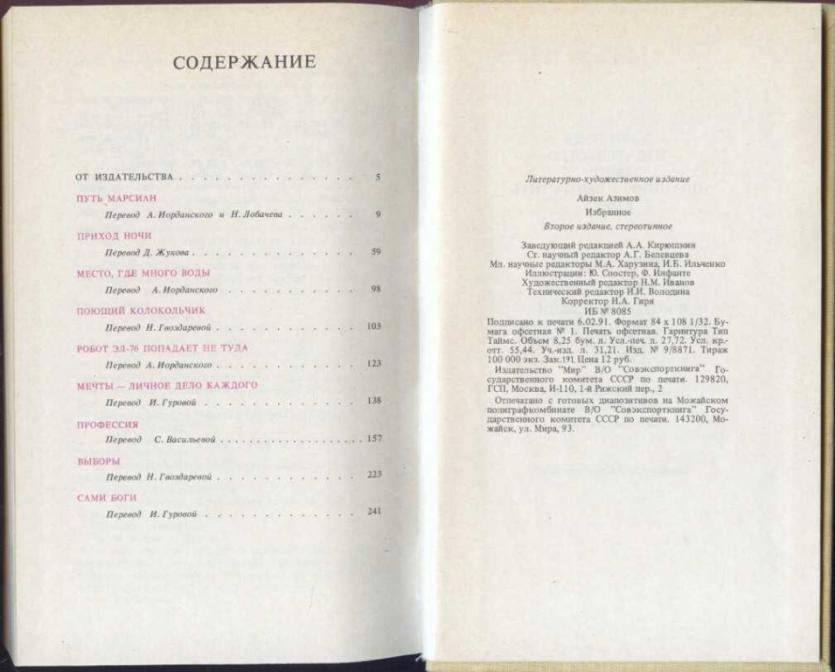 СОДЕРЖАНИЕ
ОТ ИЗДАТЕЛЬСТВА . . . . . . . . . . . . . . 5
ПУТЬ МАРСИАН
Перевод А. Иорданского и Н. Лобачева . . . . . . 9
ПРИХОД НОЧИ
Перевод Д. Жукова . . . . . . . . . . . . 59
МЕСТО, ГДЕ МНОГО ВОДЫ
Перевод А. Иорданского . . . . . . . . . . 98
ПОЮЩИЙ КОЛОКОЛЬЧИК
Перевод Н. Гвоздаревой . . . . . . . . . . 103
РОБОТ ЭЛ-76 ПОПАДАЕТ НЕ ТУДА
Перевод А. Иорданского . . . . . . . . . . 123
МЕЧТЫ — ЛИЧНОЕ ДЕЛО КАЖДОГО
Перевод И. Гуровой . . . . . . . . . . . 138
ПРОФЕССИЯ
Перевод С. Васильевой . . . . . . . . . . . . . . . . . . 157
ВЫБОРЫ
Перевод Н. Гвоздаревой . . . . . . . . . . 223
САМИ БОГИ
Перевод И. Гуровой . . . . . . . . . . . 241
Литературно-художественное издание
Айзек Азимов
Избранное
Второе издание, стереотипное
Заведующий редакцией А.А. Кирюшкин
Ст. научный редактор А.Г. Белевцева
Мл. научные редакторы М.А. Харузина, И.Б. Ильченко
Иллюстрации: Ю. Споcтер, Ф. Инфанте
Художественный редактор Н.М. Иванов
Технический редактор И.И. Володина
Корректор Н.А. Гиря
ИБ № 8085
Подписано к печати 6.02.91. Формат 84 х 108 1/32. Бу-
мага офсетная № 1. Печать офсетная. Гарнитура Тип
Таймс. Объем 8,25 бум. л. Усл.-печ. л. 27,72. Усл. кр.-
отт. 55,44. Уч.-изд. л. 31,21. Изд. № 9/8871. Тираж
100 000 экз. Зак.191 Цена 12 руб.
Издательство "Мир" В/О "Совэкспорткнига" Го-
сударственного комитета СССР по печати. 129820,
ГСП, Москва, И-110, 1-й Рижский пер., 2
Отпечатано с готовых диапозитивов на Можайском
полиграфкомбинате В/О "Совэкспорткнига" Госу-
дарственного комитета СССР по печати. 143200, Мо-
жайск, ул. Мира, 93.